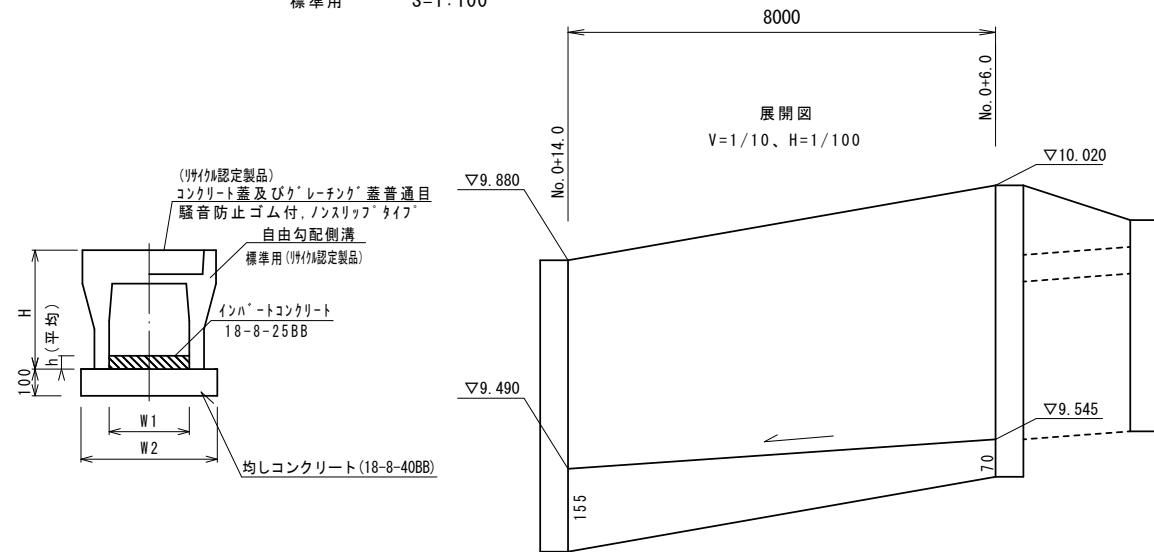 標準用 S=1:100
8000
No.0+14.0
No.0+6.0
展開図
V=1/10、H=1/100
▽9.880
▽10.020
▽9.490
▽9.545
155
70
(ﾘｻｲｸﾙ認定製品)
コンクリート蓋及びグレーチング蓋普通目
騒音防止ゴム付,ﾉﾝｽﾘｯﾌﾟﾀｲﾌﾟ
自由勾配側溝
標準用(ﾘｻｲｸﾙ認定製品)
ｲﾝﾊﾞｰﾄコンクリート
18-8-25BB
H
h(平均)
100
W1
W2
均しコンクリート(18-8-40BB)